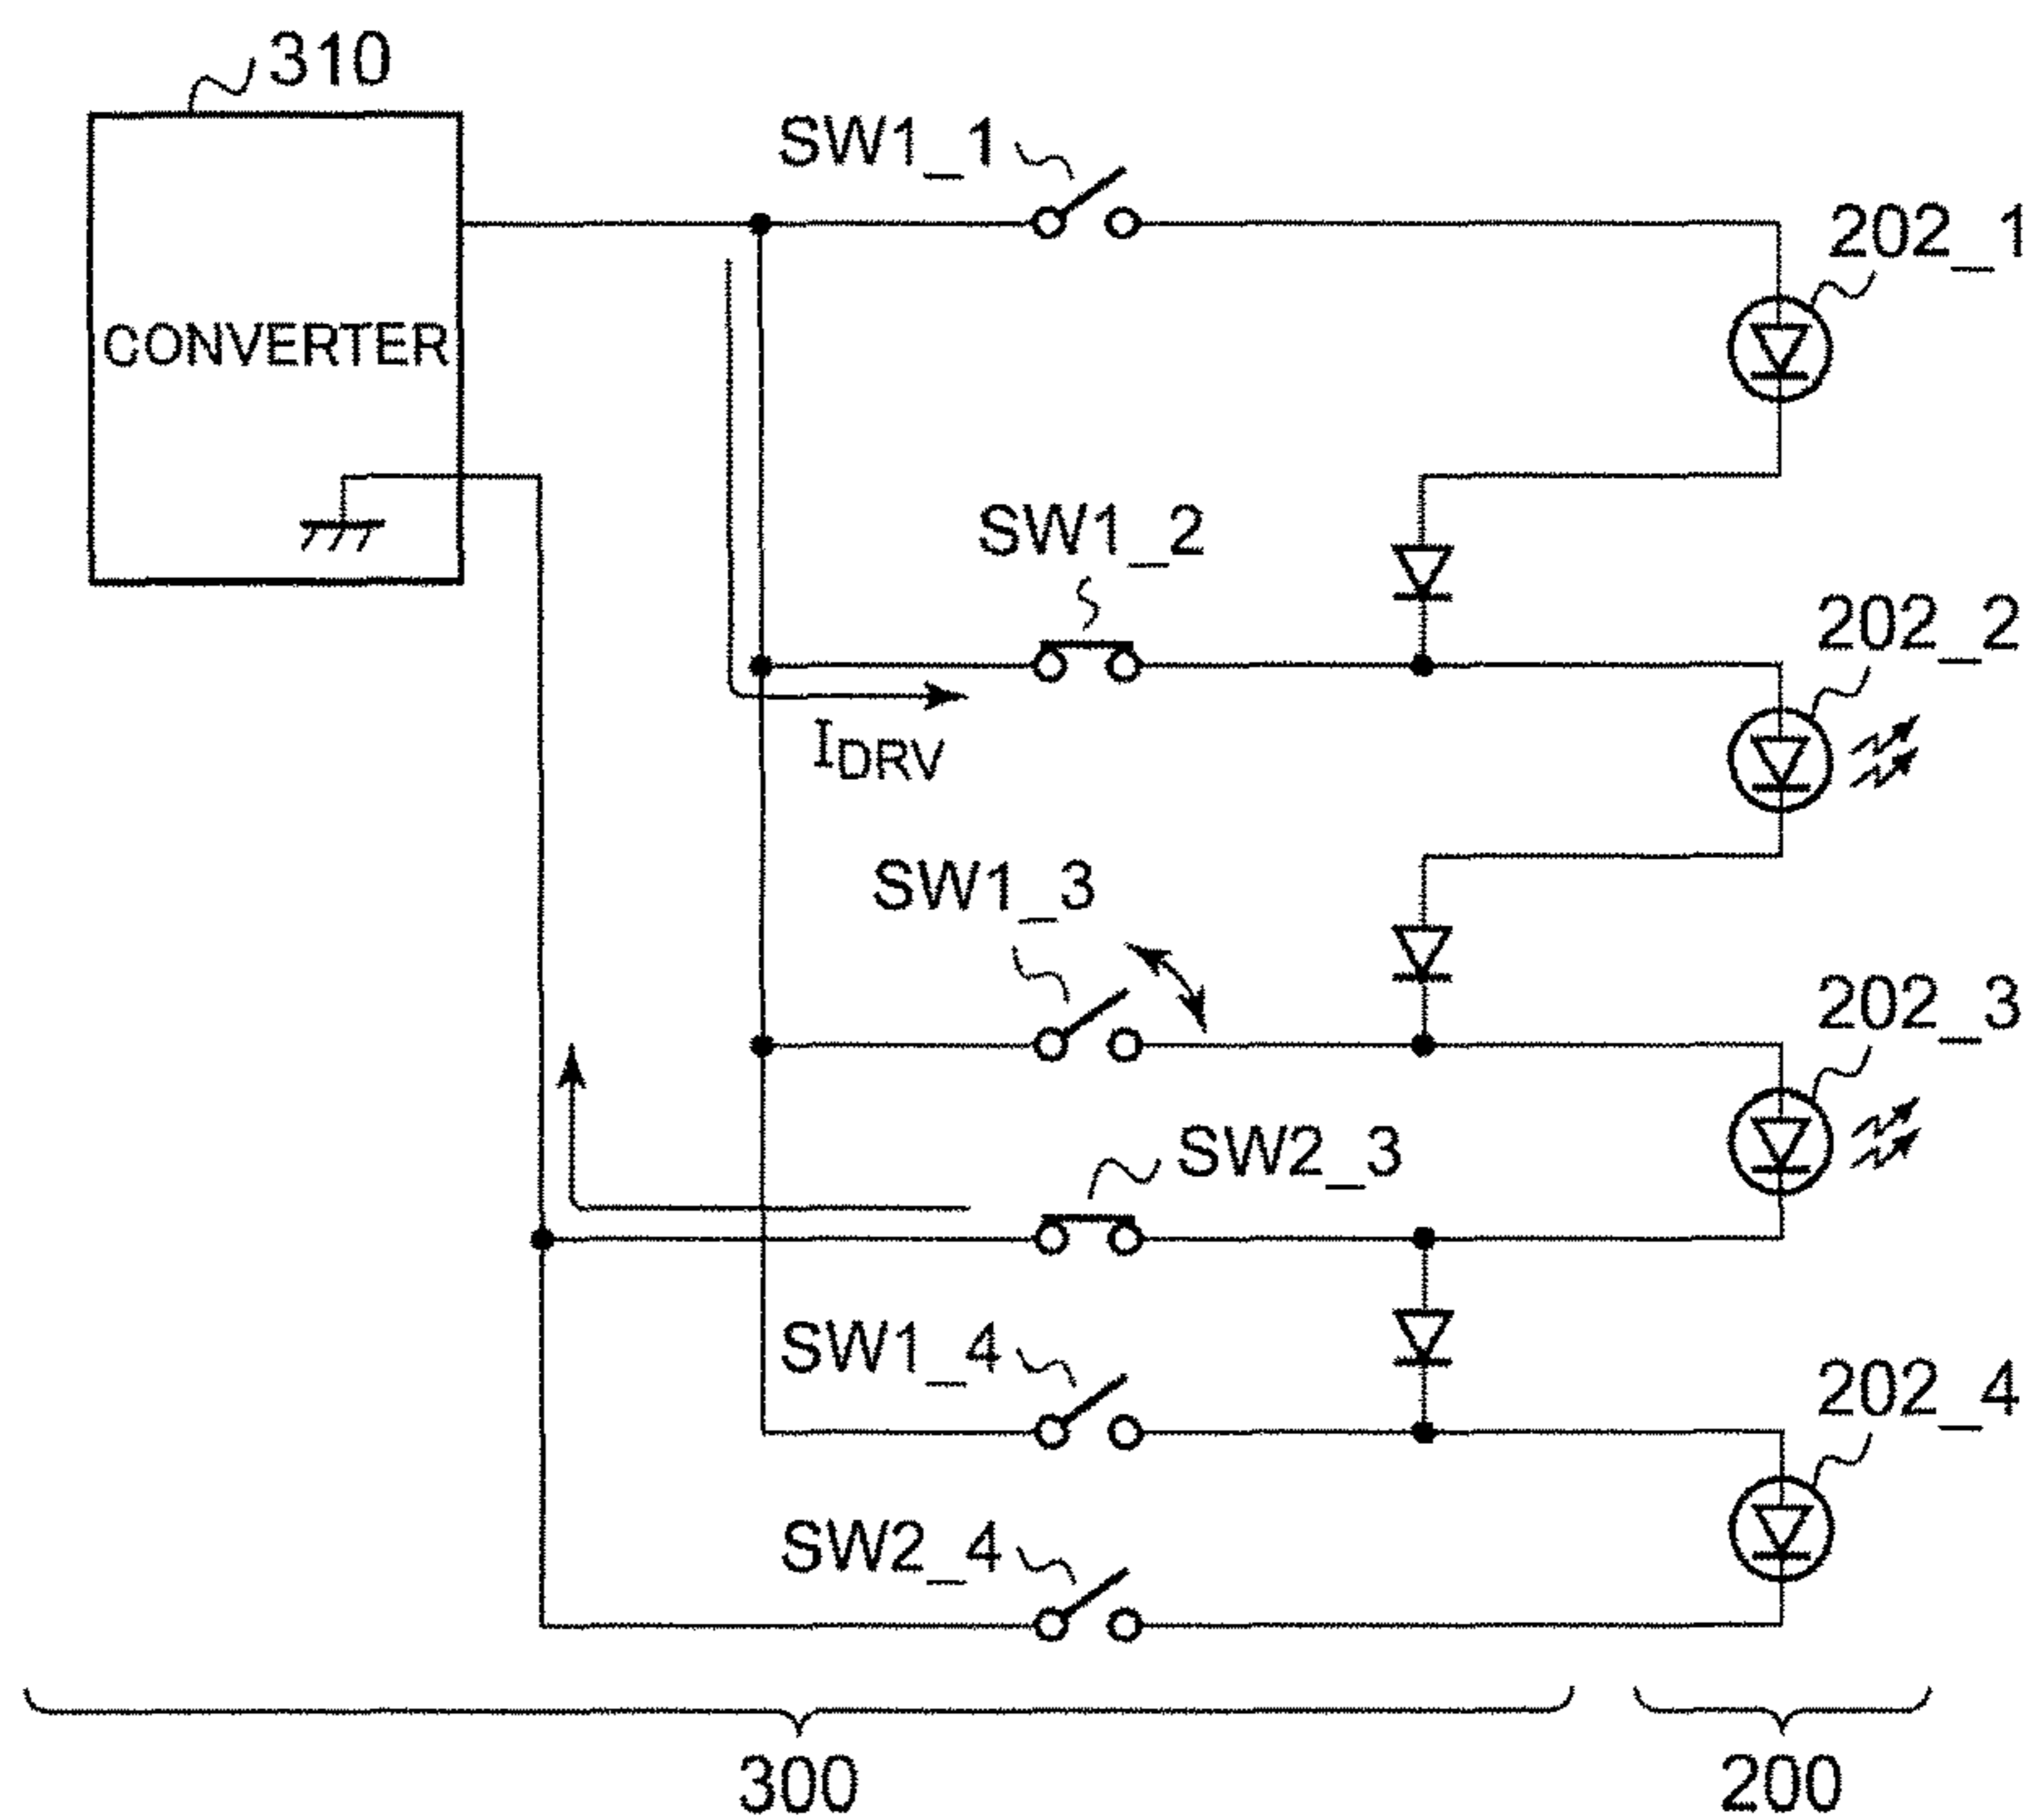 310
SW1_1
202_1
CONVERTER
SW1_2
202_2
IDRV
SW1_3
202_3
SW2_3
SW1_4
202_4
SW2_4
300
200